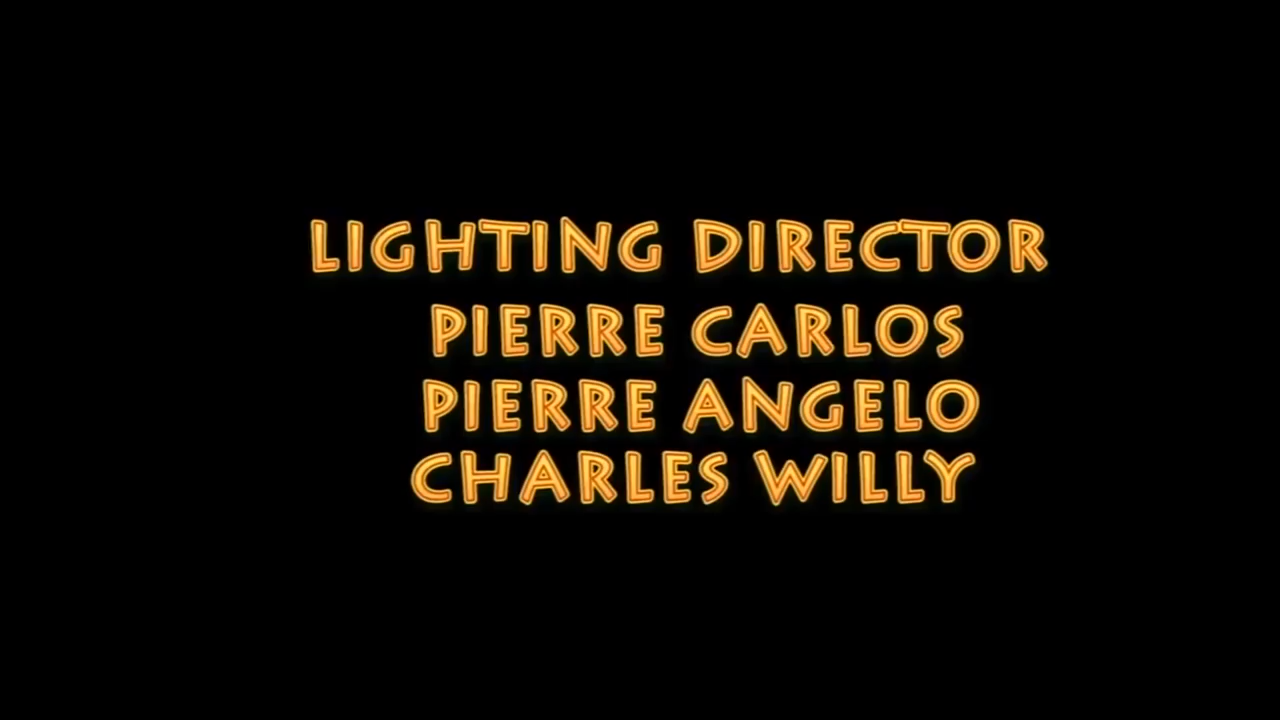 LIGHTING DIRECTOR
PIERRE CARLOS
PIERRE ANGELO
CHARLES WILLY